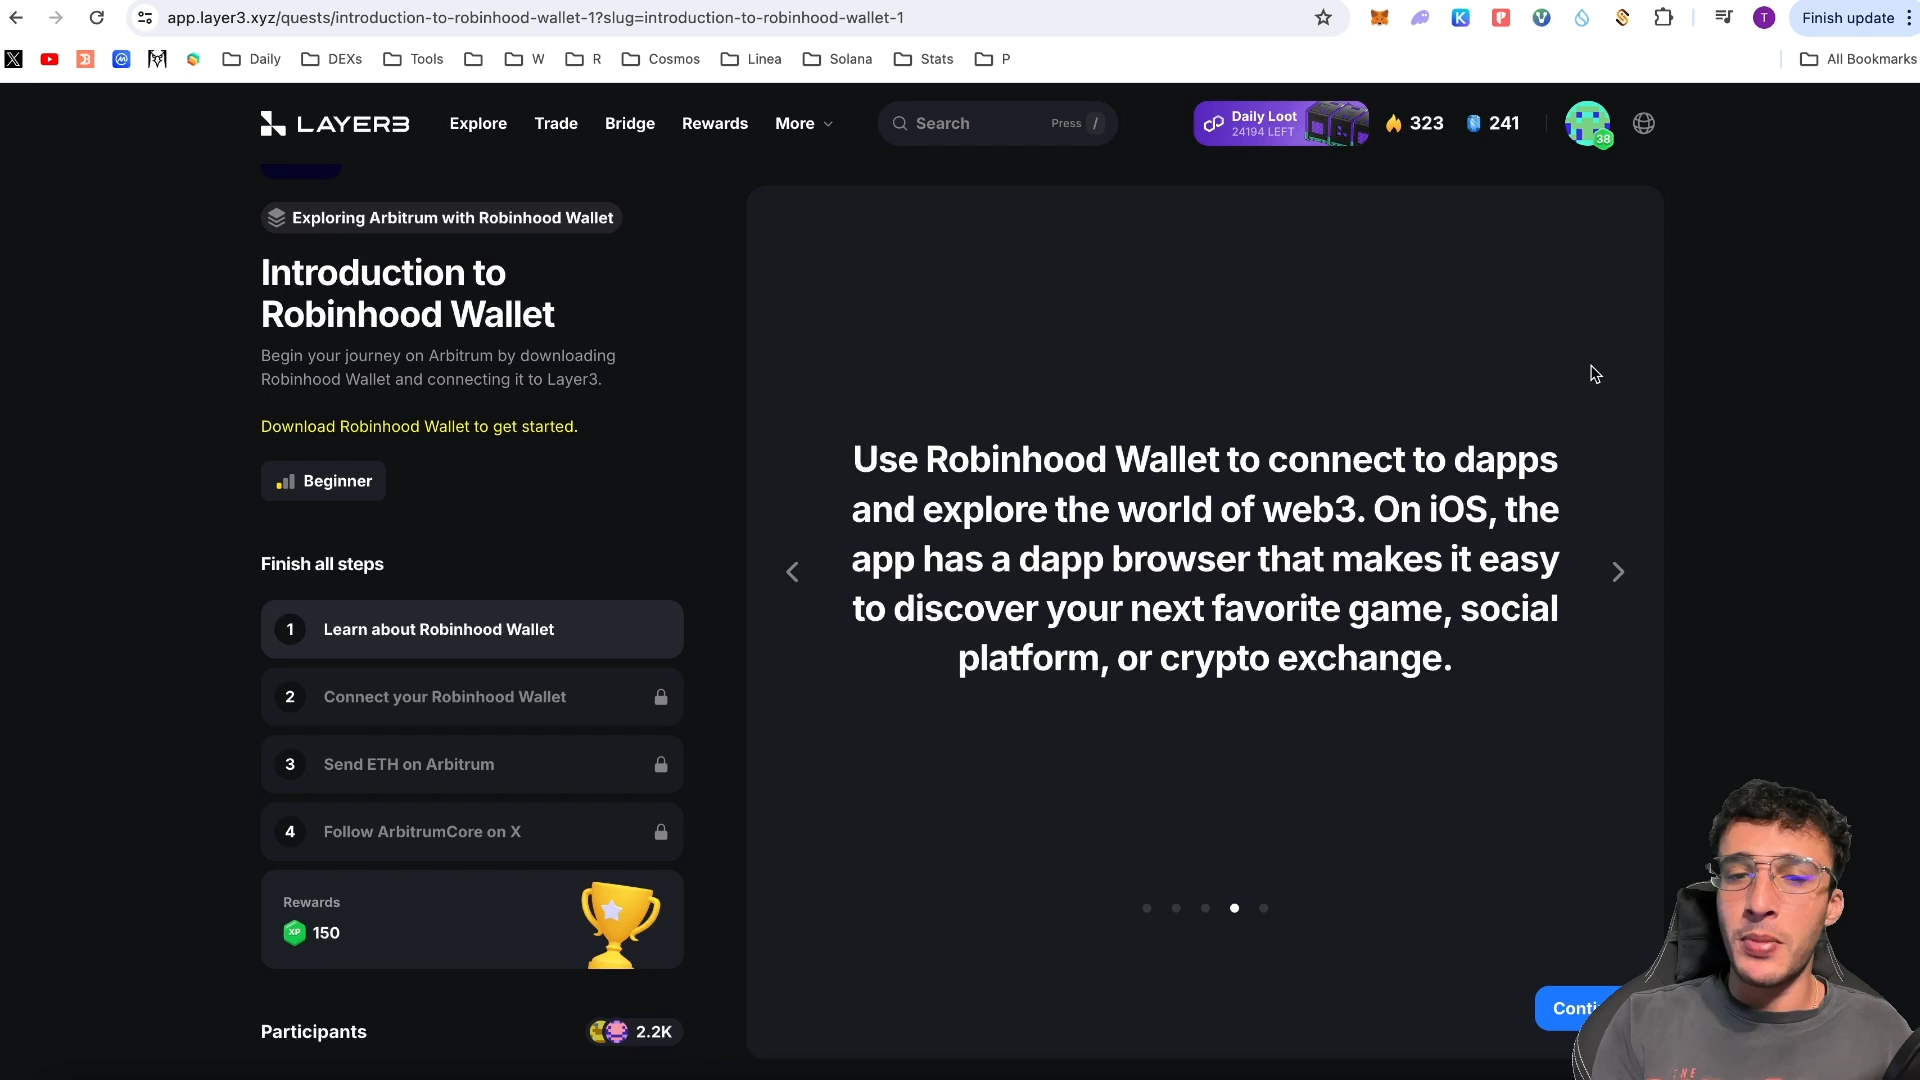 app.layer3.xyz/quests/introduction-to-robinhood-wallet-1?slug=introduction-to-robinhood-wallet-1
K
T
Finish update
Daily
DEXs
Tools
W
R
Cosmos
Linea
Solana
Stats
P
All Bookmarks
LAYER3
Explore
Trade
Bridge
Rewards
More
Search
Press /
Daily Loot
24194 LEFT
323
241
38
Exploring Arbitrum with Robinhood Wallet
Introduction to
Robinhood Wallet
Begin your journey on Arbitrum by downloading
Robinhood Wallet and connecting it to Layer3.
Download Robinhood Wallet to get started.
Beginner
Finish all steps
1 Learn about Robinhood Wallet
2 Connect your Robinhood Wallet
3 Send ETH on Arbitrum
4 Follow ArbitrumCore on X
Rewards
XP 150
Participants
2.2K
Use Robinhood Wallet to connect to dapps
and explore the world of web3. On iOS, the
app has a dapp browser that makes it easy
to discover your next favorite game, social
platform, or crypto exchange.
Conti
THE